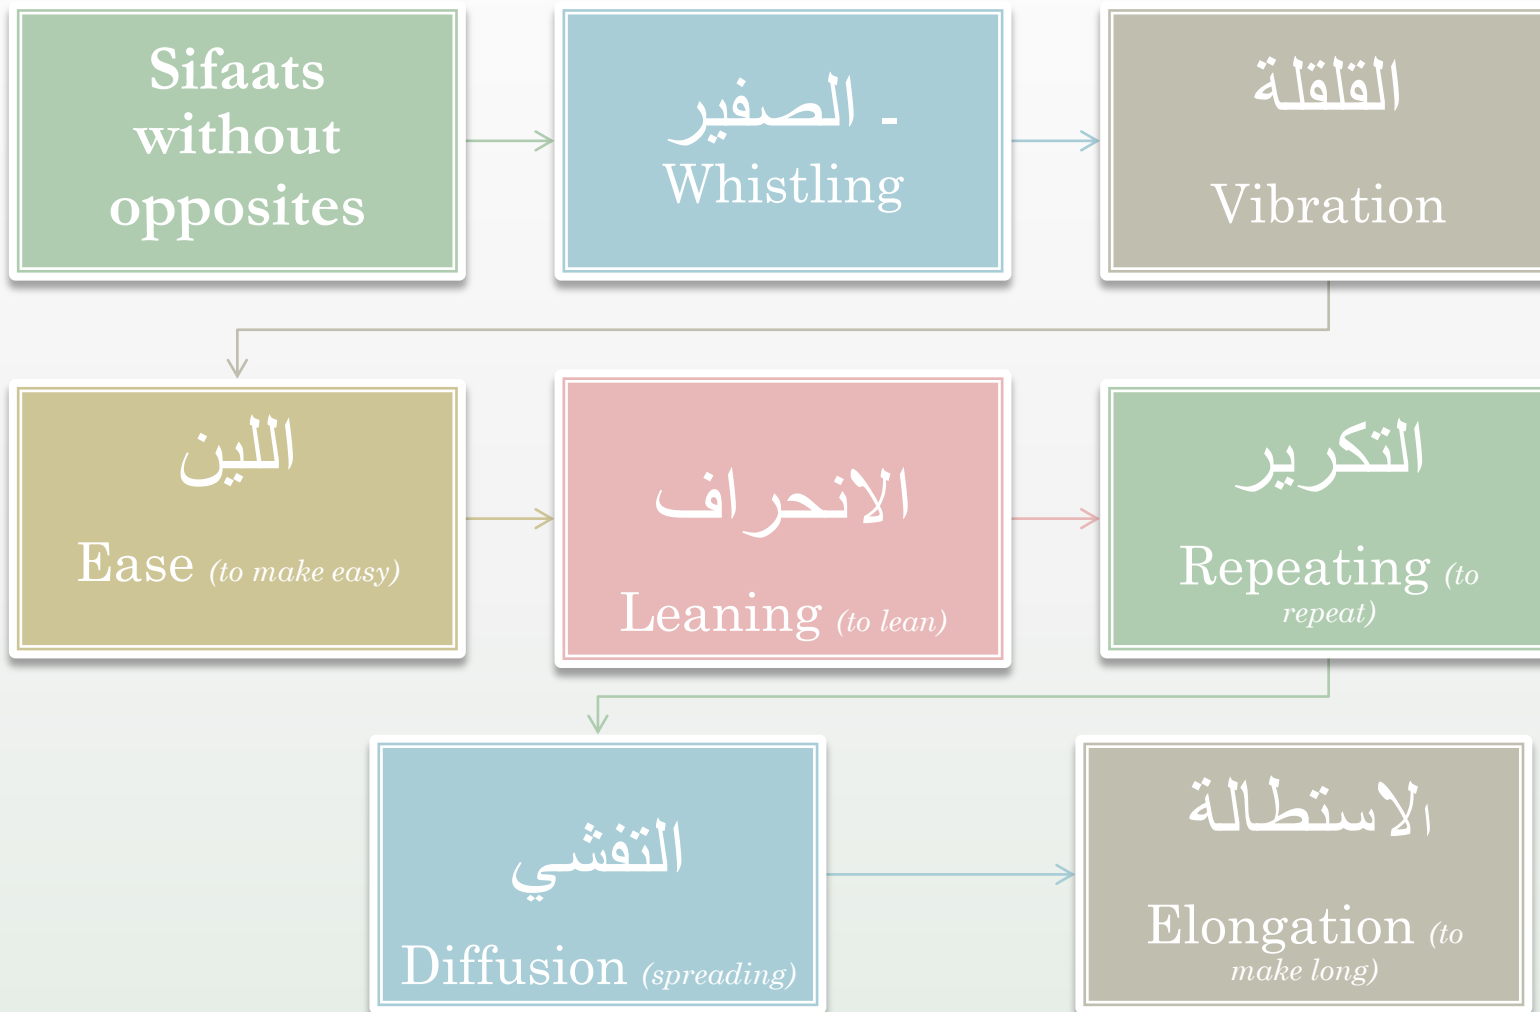 Sifaats
without
opposites
الصفير -
Whistling
القلقلة
Vibration
اللين
Ease (to make easy)
الانحراف
Leaning (to lean)
التكرير
Repeating (to
repeat)
التفشي
Diffusion (spreading)
الاستطالة
Elongation (to
make long)